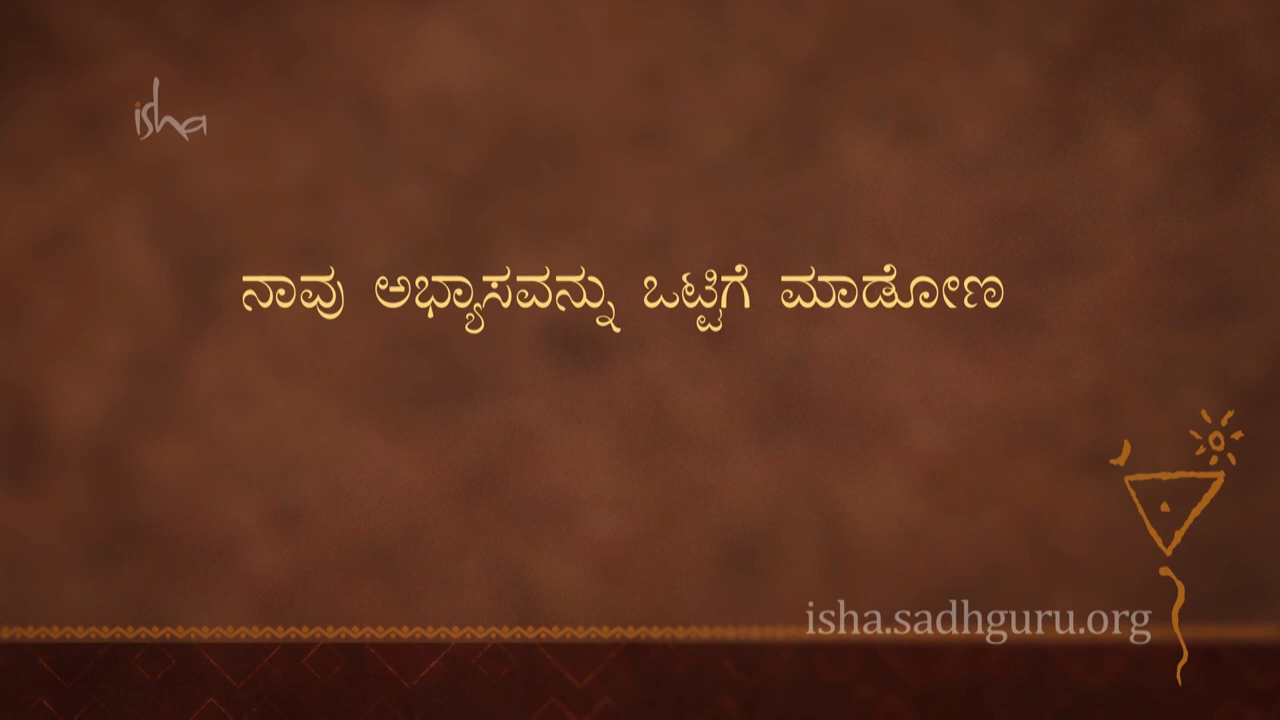 isha
ನಾವು ಅಭ್ಯಾಸವನ್ನು ಒಟ್ಟಿಗೆ ಮಾಡೋಣ
isha.sadhguru.org